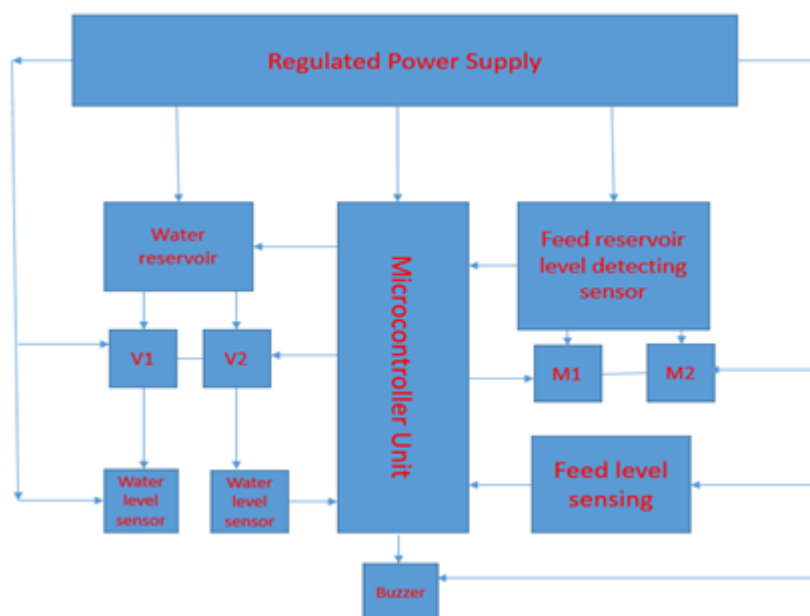 Regulated Power Supply
Water
reservoir
Microcontroller Unit
Feed reservoir
level detecting
sensor
V1
V2
M1
M2
Water
level
sensor
Water
level
sensor
Feed level
sensing
Buzzer